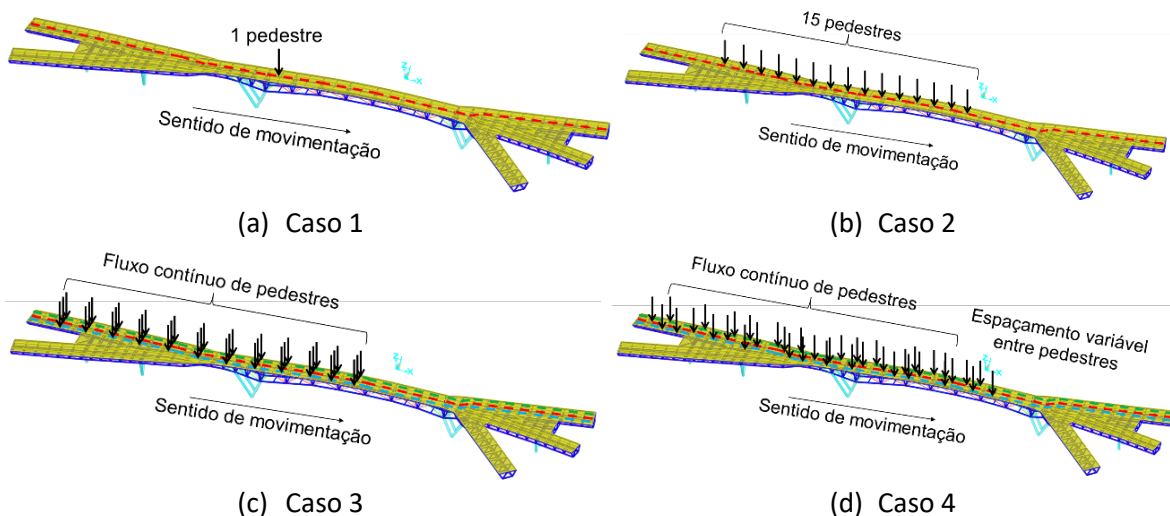 1 pedestre
Z
X
Sentido de movimentação
(a) Caso 1
15 pedestres
Z
X
Sentido de movimentação
(b) Caso 2
Fluxo contínuo de pedestres
Z
X
Sentido de movimentação
(c) Caso 3
Fluxo contínuo de pedestres
Espaçamento variável
entre pedestres
Z
X
Sentido de movimentação
(d) Caso 4